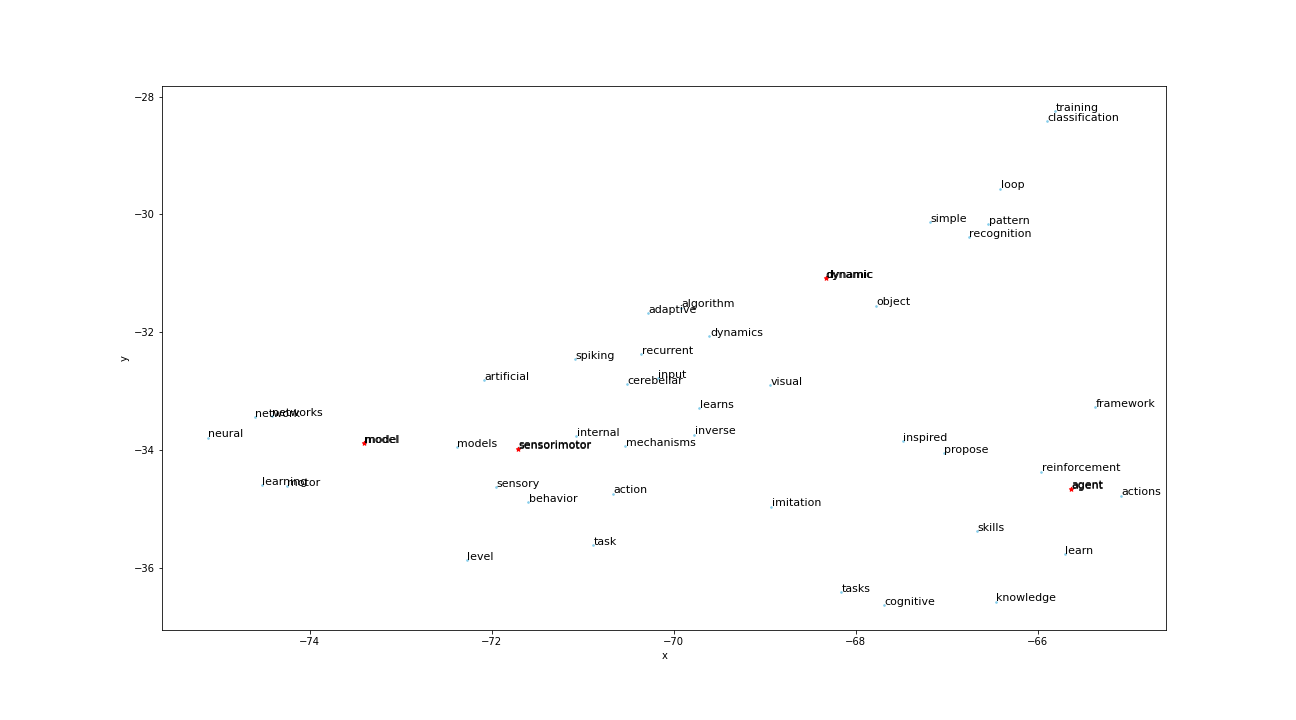 −28
training
classification
loop
−30
simple
pattern
recognition
dynamic
object
algorithm
adaptive
−32
dynamics
recurrent
spiking
input
artificial
cerebellar
visual
learns
framework
network
networks
neural
model
internal
inverse
models
sensorimotor
mechanisms
inspired
−34
propose
reinforcement
learning
motor
sensory
action
agent
actions
behavior
imitation
skills
task
learn
level
−36
tasks
cognitive
knowledge
−74
−72
−70
−68
−66
x
y